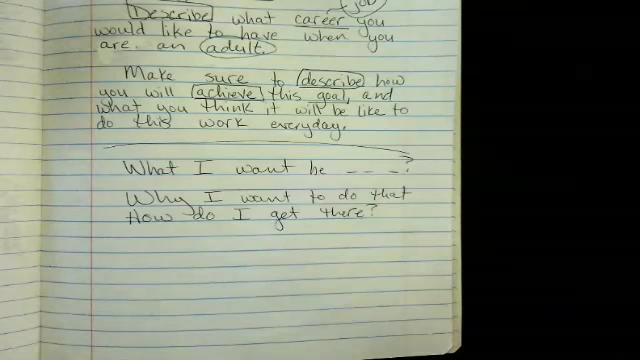 (job)
Describe what career you
would like to have when you
are an adult.
Make sure to describe how
you will achieve this goal, and
what you think it will be like to
do this work everyday.
What I want be - - - ?
Why I want to do that
How do I get there?